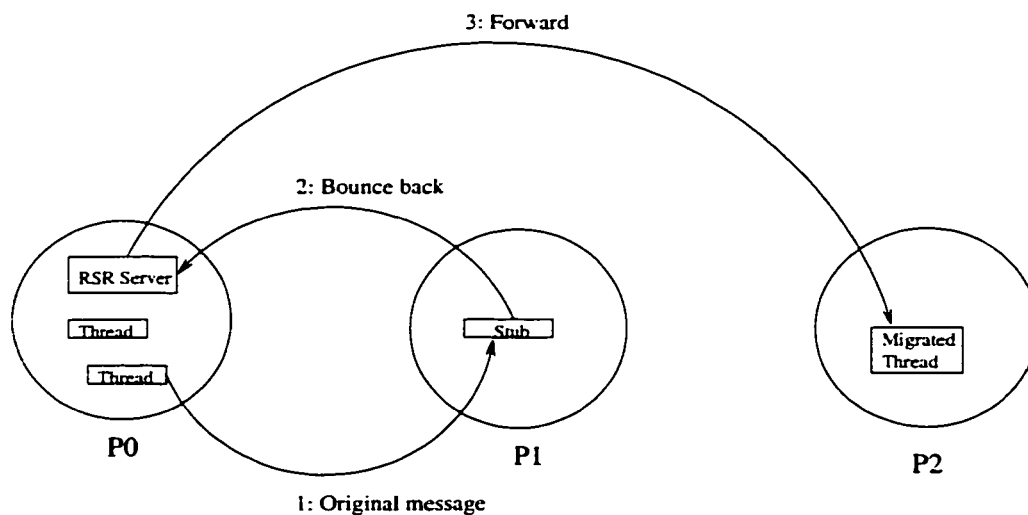 3: Forward
2: Bounce back
RSR Server
Thread
Stub
Migrated
Thread
Thread
P0
P1
P2
1: Original message